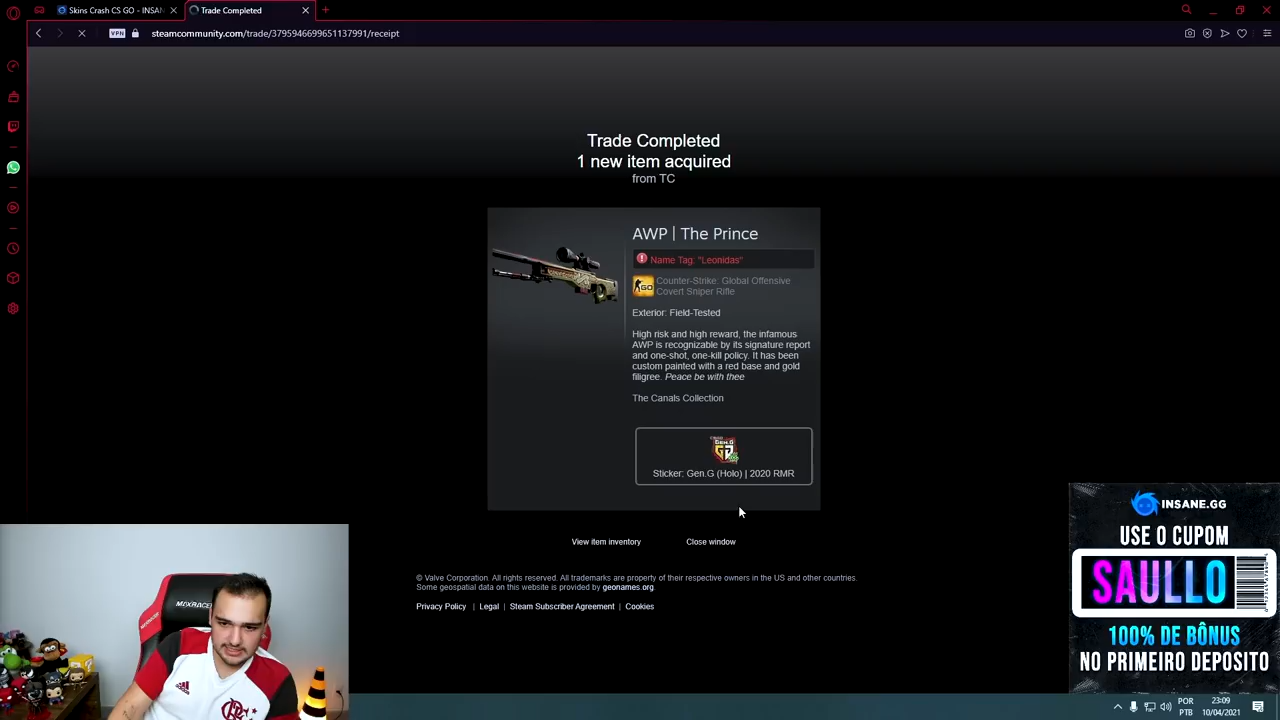 Skins Crash CS GO - INSAN
Trade Completed
VPN
steamcommunity.com/trade/3795946699651137991/receipt
Trade Completed
1 new item acquired
from TC
AWP | The Prince
Name Tag: "Leonidas"
GO
Counter-Strike: Global Offensive
Covert Sniper Rifle
Exterior: Field-Tested
High risk and high reward, the infamous
AWP is recognizable by its signature report
and one-shot, one-kill policy. It has been
custom painted with a red base and gold
filigree. Peace be with thee
The Canals Collection
GEN.G
Sticker: Gen.G (Holo) | 2020 RMR
View item inventory
Close window
© Valve Corporation. All rights reserved. All trademarks are property of their respective owners in the US and other countries.
Some geospatial data on this website is provided by geonames.org.
Privacy Policy | Legal | Steam Subscriber Agreement | Cookies
INSANE.GG
USE O CUPOM
SAULLO
100% DE BÔNUS
NO PRIMEIRO DEPOSITO
MAXRACER
POR
PTB
23:09
10/04/2021